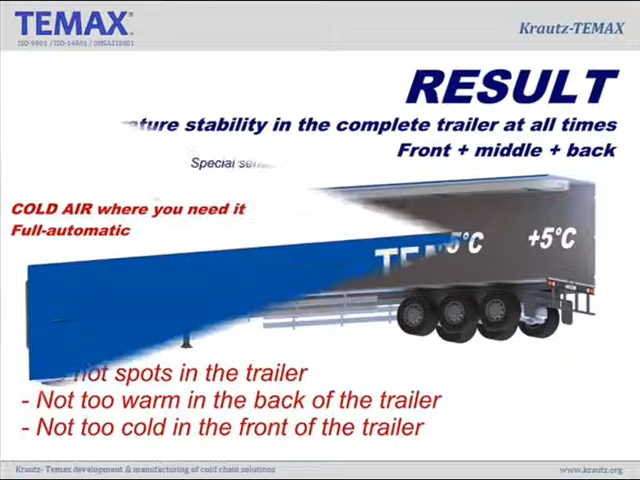 TEMAX®
ISO-9001 / ISO-14001 / OHSAS18001
Krautz-TEMAX
RESULT
stability in the complete trailer at all times
Front + middle + back
Special
COLD AIR where you need it
Full-automatic
5°C
+5°C
spots in the trailer
- Not too warm in the back of the trailer
- Not too cold in the front of the trailer
Krautz- Temax development & manufacturing of cold chain solutions
www.krautz.org